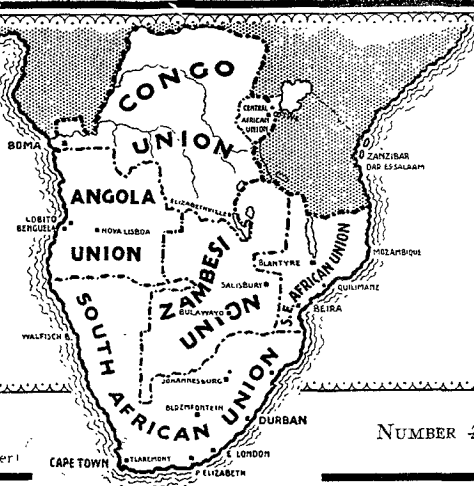 CONGO
UNION
CENTRAL
AFRICAN
UNION
BOMA
ZANZIBAR
DAR ES SALAAM
ANGOLA
UNION
ELIZABETHVILLE
LOBITO
BENGUELA
NOVA LISBOA
ZAMBESI
UNION
BLANTYRE
S.E. AFRICAN UNION
MOZAMBIQUE
SALISBURY
QUILIMANE
BULAWAYO
BEIRA
WALFISCH B.
SOUTH AFRICAN UNION
JOHANNESBURG
BLOEMFONTEIN
DURBAN
NUMBER 4
CAPE TOWN
TLAREMONT
E LONDON
P ELIZABETH